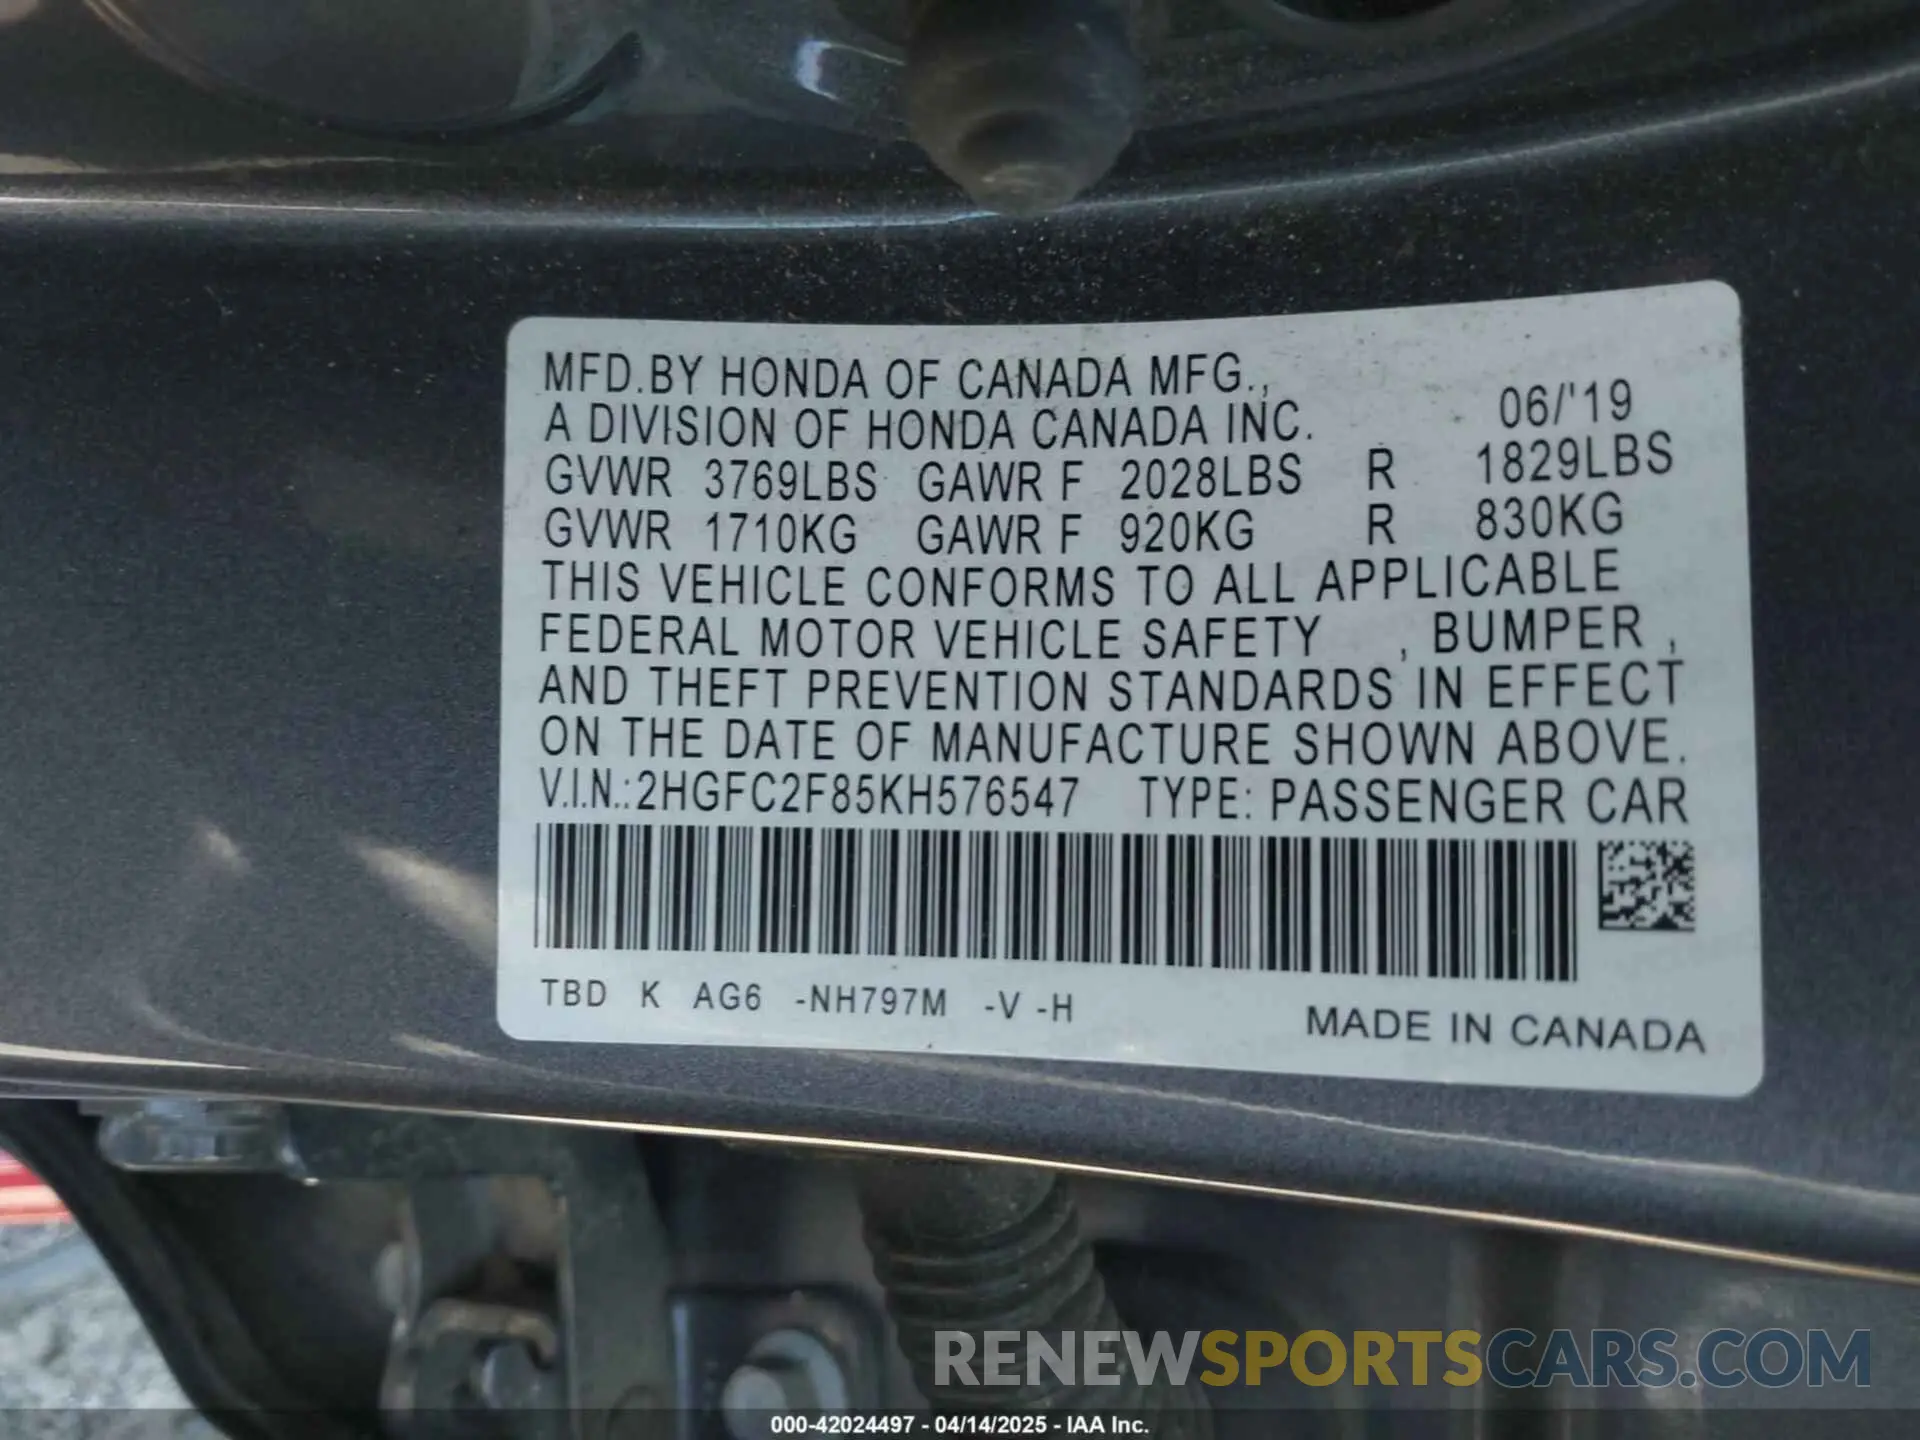 MFD.BY HONDA OF CANADA MFG.,
A DIVISION OF HONDA CANADA INC. 06/'19
GVWR 3769LBS GAWR F 2028LBS R 1829LBS
GVWR 1710KG GAWR F 920KG R 830KG
THIS VEHICLE CONFORMS TO ALL APPLICABLE
FEDERAL MOTOR VEHICLE SAFETY , BUMPER ,
AND THEFT PREVENTION STANDARDS IN EFFECT
ON THE DATE OF MANUFACTURE SHOWN ABOVE.
V.I.N.:2HGFC2F85KH576547 TYPE: PASSENGER CAR
TBD K AG6 -NH797M -V -H
MADE IN CANADA
RENEWSPORTSCARS.COM
000-42024497 - 04/14/2025 - IAA Inc.